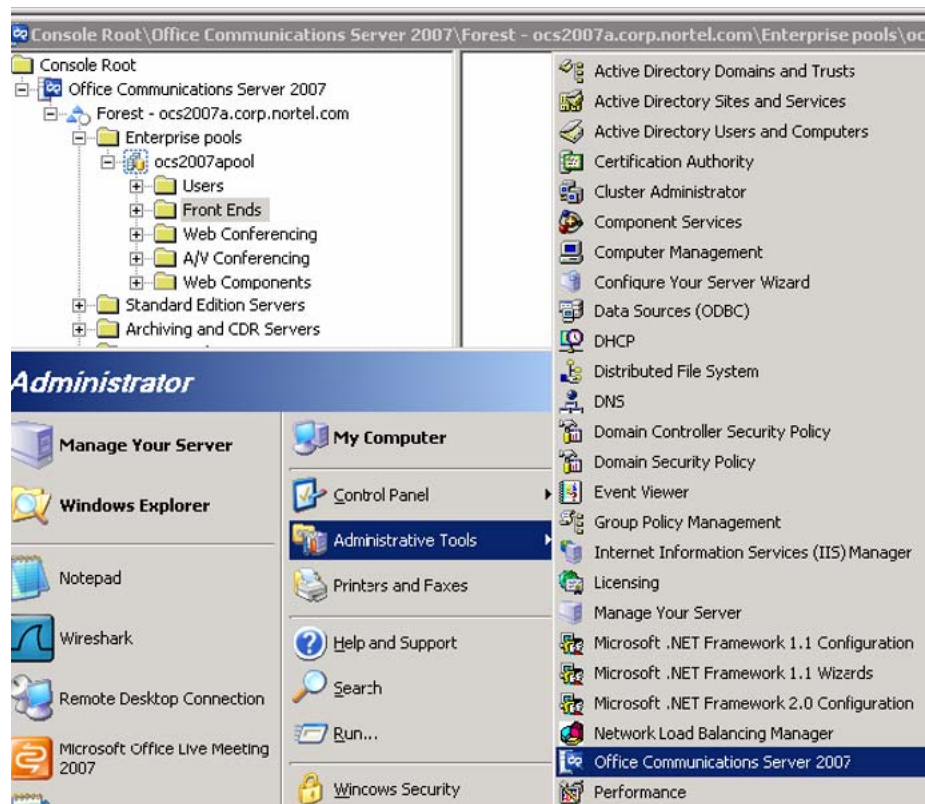 Console Root\Office Communications Server 2007\Forest - ocs2007a.corp.nortel.com\Enterprise pools\oc
Console Root
Office Communications Server 2007
Forest - ocs2007a.corp.nortel.com
Enterprise pools
ocs2007apool
Users
Front Ends
Web Conferencing
A/V Conferencing
Web Components
Standard Edition Servers
Archiving and CDR Servers
Administrator
Manage Your Server
Windows Explorer
Notepad
Wireshark
Remote Desktop Connection
Microsoft Office Live Meeting
2007
My Computer
Control Panel
Administrative Tools
Printers and Faxes
Help and Support
Search
Run...
Windows Security
Active Directory Domains and Trusts
Active Directory Sites and Services
Active Directory Users and Computers
Certification Authority
Cluster Administrator
Component Services
Computer Management
Configure Your Server Wizard
Data Sources (ODBC)
DHCP
Distributed File System
DNS
Domain Controller Security Policy
Domain Security Policy
Event Viewer
Group Policy Management
Internet Information Services (IIS) Manager
Licensing
Manage Your Server
Microsoft .NET Framework 1.1 Configuration
Microsoft .NET Framework 1.1 Wizards
Microsoft .NET Framework 2.0 Configuration
Network Load Balancing Manager
Office Communications Server 2007
Performance